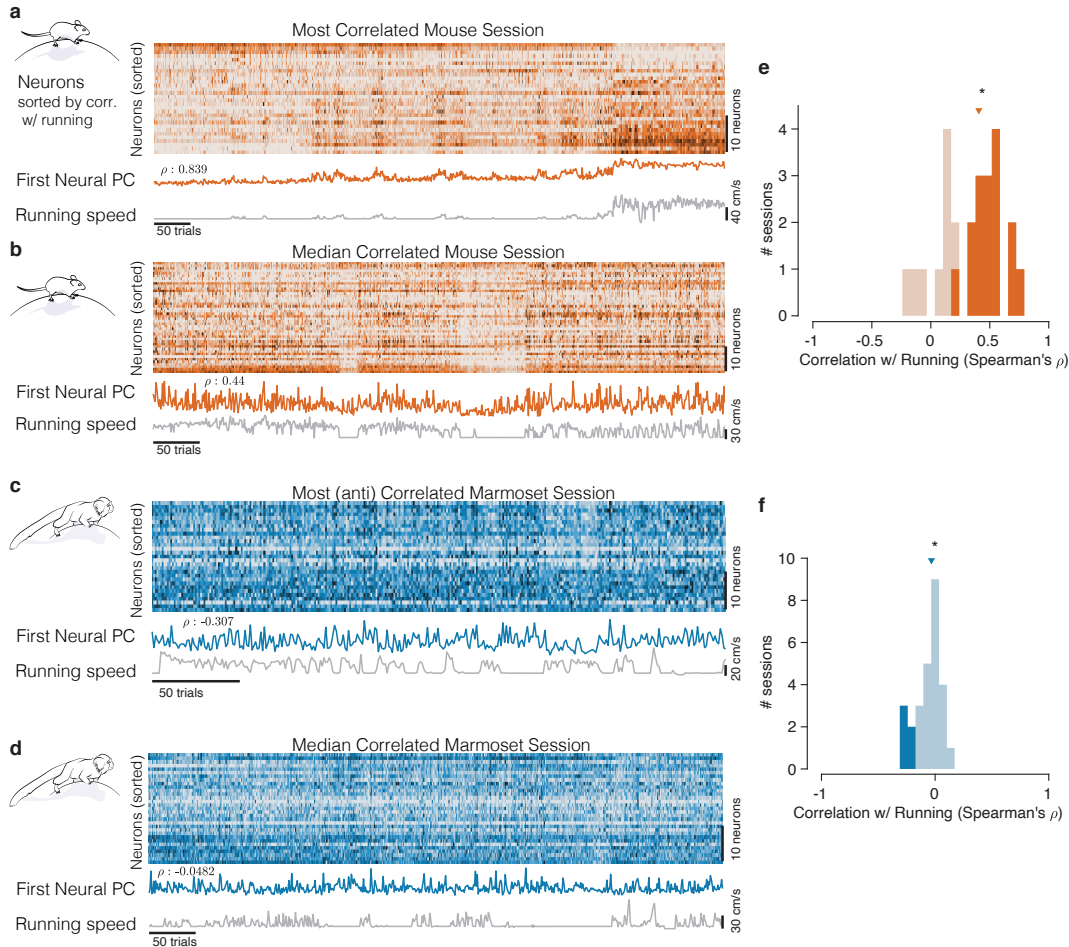 a
Most Correlated Mouse Session
Neurons
sorted by corr.
w/ running
Neurons (sorted)
10 neurons
ρ : 0.839
First Neural PC
Running speed
40 cm/s
50 trials
b
Median Correlated Mouse Session
Neurons (sorted)
10 neurons
ρ : 0.44
First Neural PC
Running speed
30 cm/s
50 trials
c
Most (anti) Correlated Marmoset Session
Neurons (sorted)
10 neurons
ρ : -0.307
First Neural PC
Running speed
20 cm/s
50 trials
d
Median Correlated Marmoset Session
Neurons (sorted)
10 neurons
ρ : -0.0482
First Neural PC
Running speed
30 cm/s
50 trials
e
*
4
3
2
1
0
# sessions
-1 -0.5 0 0.5 1
Correlation w/ Running (Spearman's ρ)
f
*
10
8
6
4
2
0
# sessions
-1 0 1
Correlation w/ Running (Spearman's ρ)